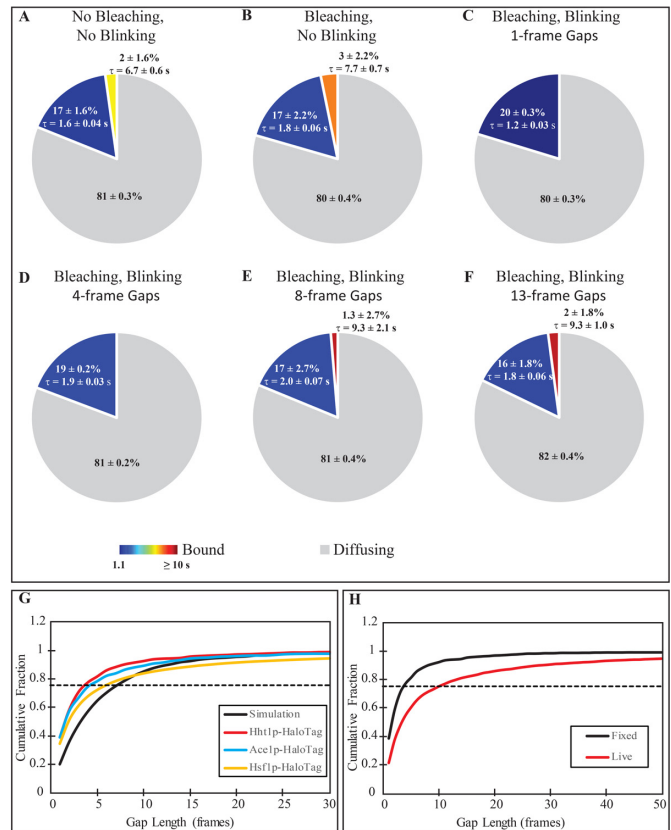 A
No Bleaching,
No Blinking
2 ± 1.6%
τ = 6.7 ± 0.6 s
17 ± 1.6%
τ = 1.6 ± 0.04 s
81 ± 0.3%
B
Bleaching,
No Blinking
3 ± 2.2%
τ = 7.7 ± 0.7 s
17 ± 2.2%
τ = 1.8 ± 0.06 s
80 ± 0.4%
C
Bleaching, Blinking
1-frame Gaps
20 ± 0.3%
τ = 1.2 ± 0.03 s
80 ± 0.3%
D
Bleaching, Blinking
4-frame Gaps
19 ± 0.2%
τ = 1.9 ± 0.03 s
81 ± 0.2%
E
Bleaching, Blinking
8-frame Gaps
1.3 ± 2.7%
τ = 9.3 ± 2.1 s
17 ± 2.7%
τ = 2.0 ± 0.07 s
81 ± 0.4%
F
Bleaching, Blinking
13-frame Gaps
2 ± 1.8%
τ = 9.3 ± 1.0 s
16 ± 1.8%
τ = 1.8 ± 0.06 s
82 ± 0.4%
Bound
1.1 ≥ 10 s
Diffusing
G
Cumulative Fraction
1.2
1
0.8
0.6
0.4
0.2
0
Simulation
Hht1p-HaloTag
Ace1p-HaloTag
Hsf1p-HaloTag
0 5 10 15 20 25 30
Gap Length (frames)
H
Cumulative Fraction
1.2
1
0.8
0.6
0.4
0.2
0
Fixed
Live
0 10 20 30 40 50
Gap Length (frames)